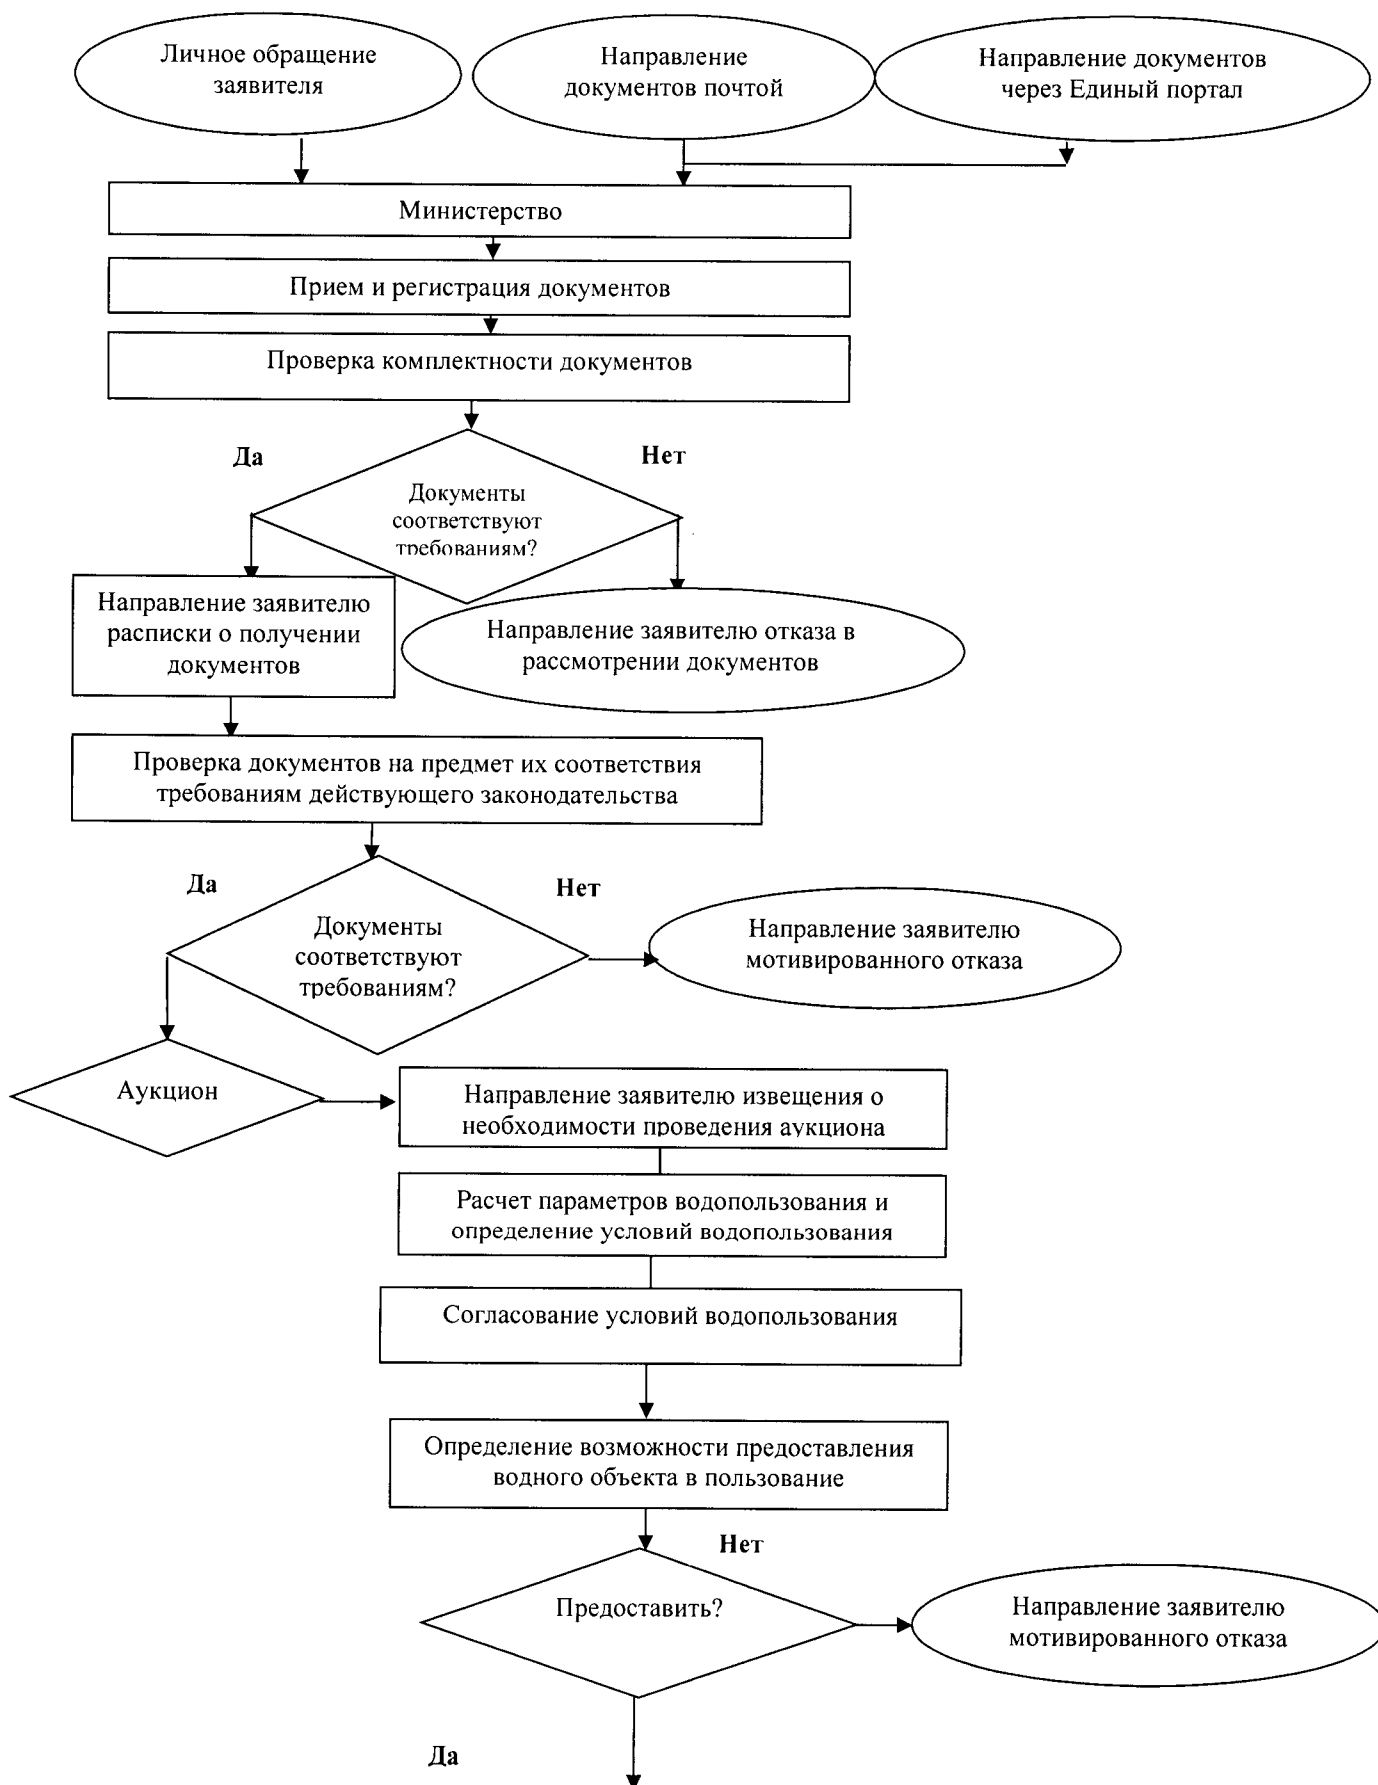 Личное обращение
заявителя
Направление
документов почтой
Направление документов
через Единый портал
Министерство
Прием и регистрация документов
Проверка комплектности документов
Да
Нет
Документы
соответствуют
требованиям?
Направление заявителю
расписки о получении
документов
Направление заявителю отказа в
рассмотрении документов
Проверка документов на предмет их соответствия
требованиям действующего законодательства
Да
Нет
Документы
соответствуют
требованиям?
Направление заявителю
мотивированного отказа
Аукцион
Направление заявителю извещения о
необходимости проведения аукциона
Расчет параметров водопользования и
определение условий водопользования
Согласование условий водопользования
Определение возможности предоставления
водного объекта в пользование
Нет
Предоставить?
Направление заявителю
мотивированного отказа
Да